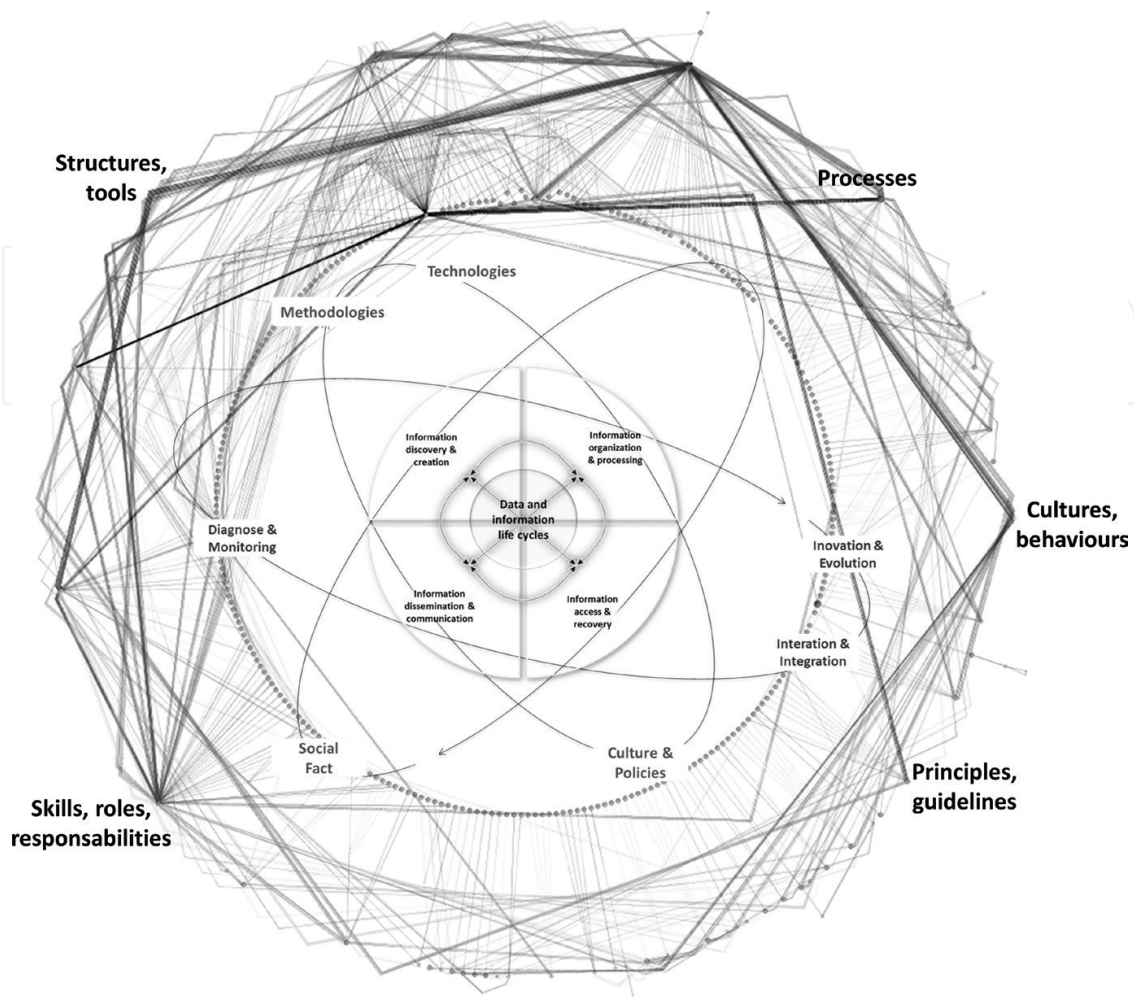 Structures,
tools
Processes
Technologies
Methodologies
Information
discovery &
creation
Information
organization
& processing
Data and
information
life cycles
Cultures,
behaviours
Diagnose &
Monitoring
Inovation &
Evolution
Information
dissemination &
communication
Information
access &
recovery
Interation &
Integration
Social
Fact
Culture &
Policies
Principles,
guidelines
Skills, roles,
responsabilities